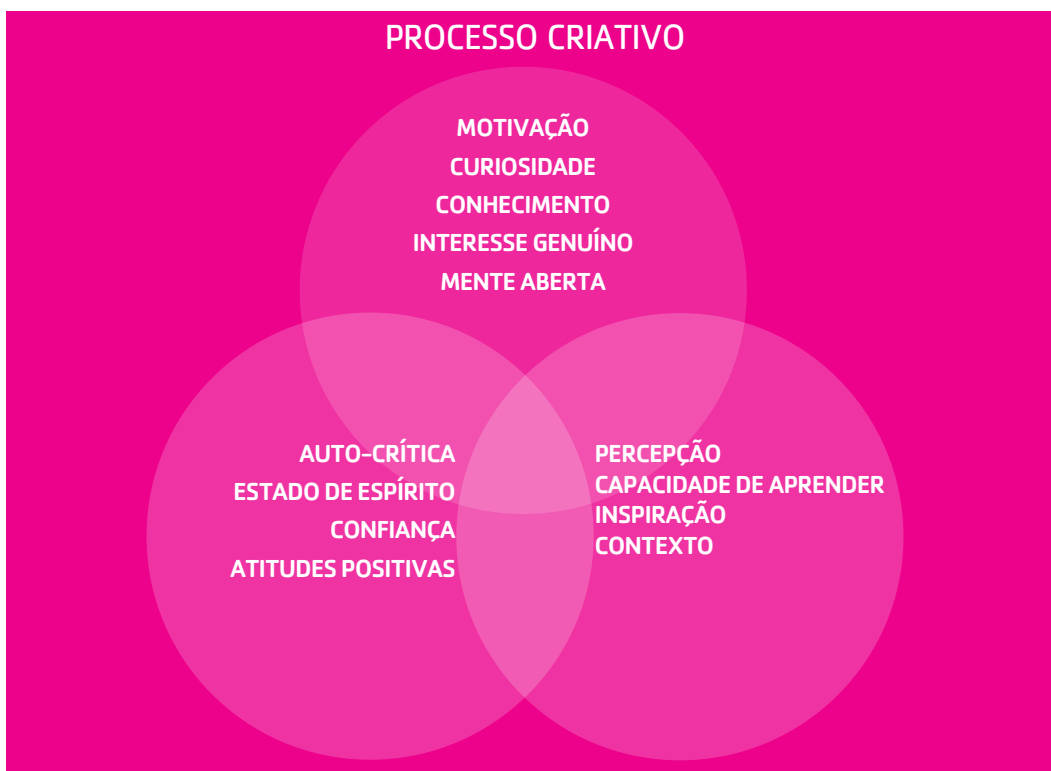 PROCESSO CRIATIVO
MOTIVAÇÃO
CURIOSIDADE
CONHECIMENTO
INTERESSE GENUÍNO
MENTE ABERTA
AUTO-CRÍTICA
ESTADO DE ESPÍRITO
CONFIANÇA
ATITUDES POSITIVAS
PERCEPÇÃO
CAPACIDADE DE APRENDER
INSPIRAÇÃO
CONTEXTO